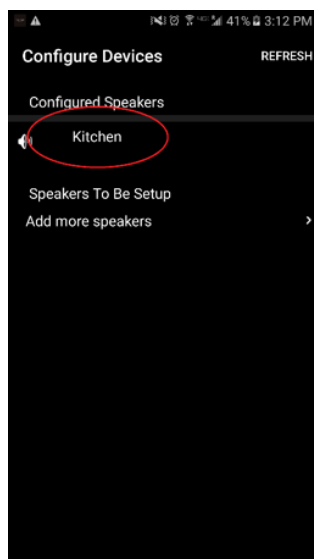 41% 3:12 PM
Configure Devices
REFRESH
Configured Speakers
Kitchen
Speakers To Be Setup
Add more speakers